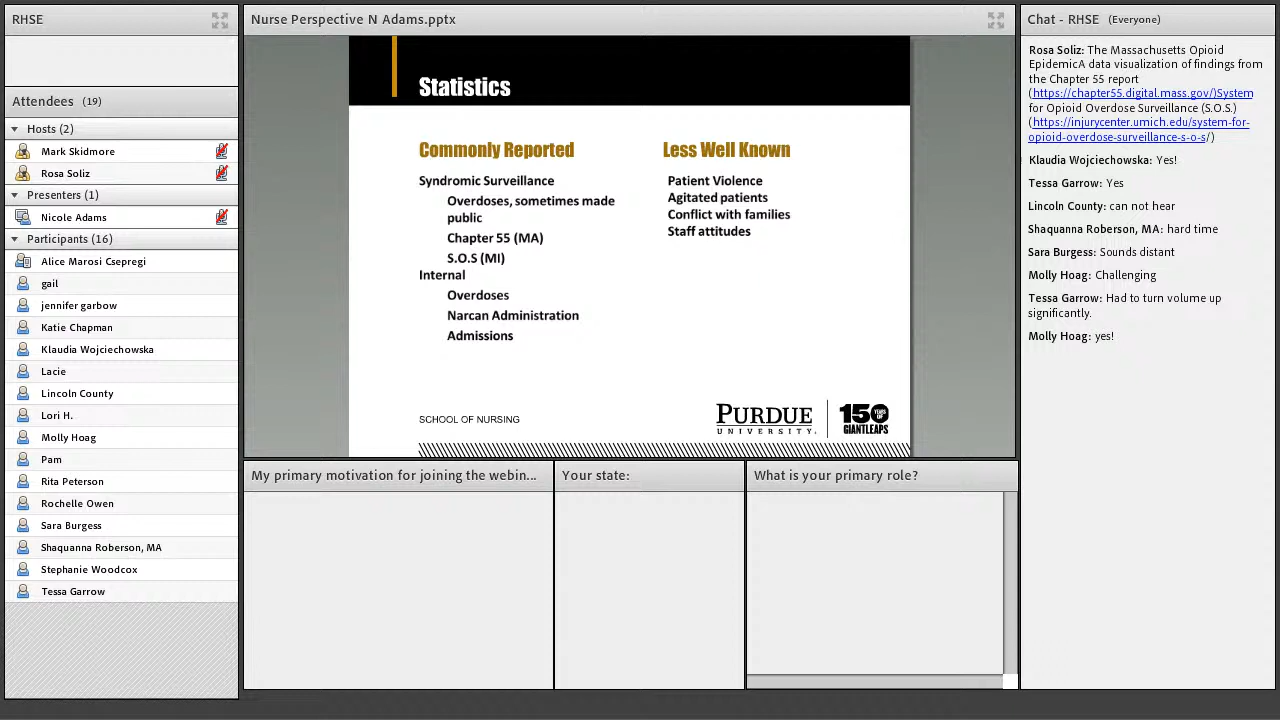 RHSE
Attendees (19)
Hosts (2)
Mark Skidmore
Rosa Soliz
Presenters (1)
Nicole Adams
Participants (16)
Alice Marosi Csepregi
gail
jennifer garbow
Katie Chapman
Klaudia Wojciechowska
Lacie
Lincoln County
Lori H.
Molly Hoag
Pam
Rita Peterson
Rochelle Owen
Sara Burgess
Shaquanna Roberson, MA
Stephanie Woodcox
Tessa Garrow
Nurse Perspective N Adams.pptx
Statistics
Commonly Reported
Syndromic Surveillance
Overdoses, sometimes made
public
Chapter 55 (MA)
S.O.S (MI)
Internal
Overdoses
Narcan Administration
Admissions
Less Well Known
Patient Violence
Agitated patients
Conflict with families
Staff attitudes
SCHOOL OF NURSING
PURDUE
UNIVERSITY
150 YEARS OF
GIANT LEAPS
My primary motivation for joining the webin...
Your state:
What is your primary role?
Chat - RHSE (Everyone)
Rosa Soliz: The Massachusetts Opioid
EpidemicA data visualization of findings from
the Chapter 55 report
(https://chapter55.digital.mass.gov/)System
for Opioid Overdose Surveillance (S.O.S.)
(https://injurycenter.umich.edu/system-for-
opioid-overdose-surveillance-s-o-s/)
Klaudia Wojciechowska: Yes!
Tessa Garrow: Yes
Lincoln County: can not hear
Shaquanna Roberson, MA: hard time
Sara Burgess: Sounds distant
Molly Hoag: Challenging
Tessa Garrow: Had to turn volume up
significantly.
Molly Hoag: yes!